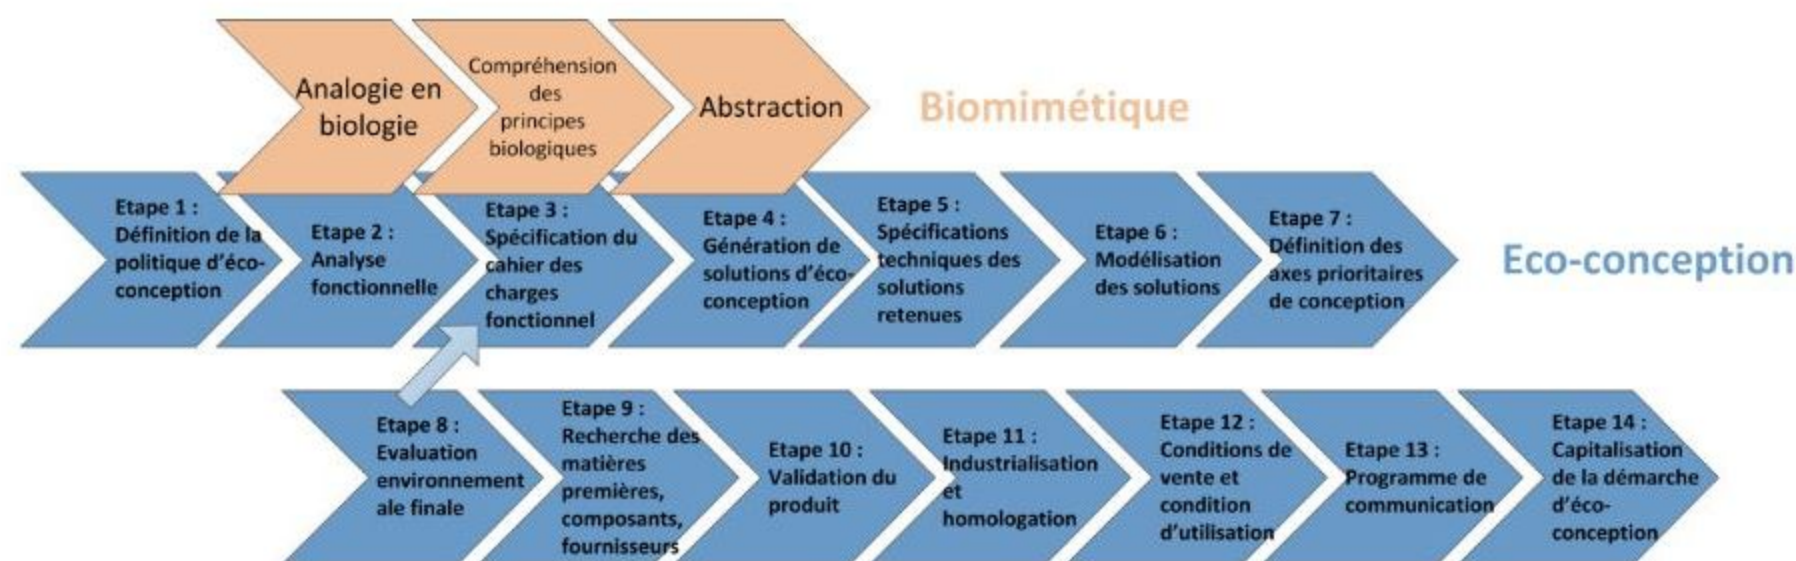 Analogie en
biologie
Compréhension
des
principes
biologiques
Abstraction
Biomimétique
Etape 1 :
Définition de la
politique d'éco-
conception
Etape 2 :
Analyse
fonctionnelle
Etape 3 :
Spécification du
cahier des
charges
fonctionnel
Etape 4 :
Génération de
solutions d'éco-
conception
Etape 5 :
Spécifications
techniques des
solutions
retenues
Etape 6 :
Modélisation
des solutions
Etape 7 :
Définition des
axes prioritaires
de conception
Eco-conception
Etape 8 :
Evaluation
environnement
ale finale
Etape 9 :
Recherche des
matières
premières,
composants,
fournisseurs
Etape 10 :
Validation du
produit
Etape 11 :
Industrialisation
et
homologation
Etape 12 :
Conditions de
vente et
condition
d'utilisation
Etape 13 :
Programme de
communication
Etape 14 :
Capitalisation
de la démarche
d'éco-
conception